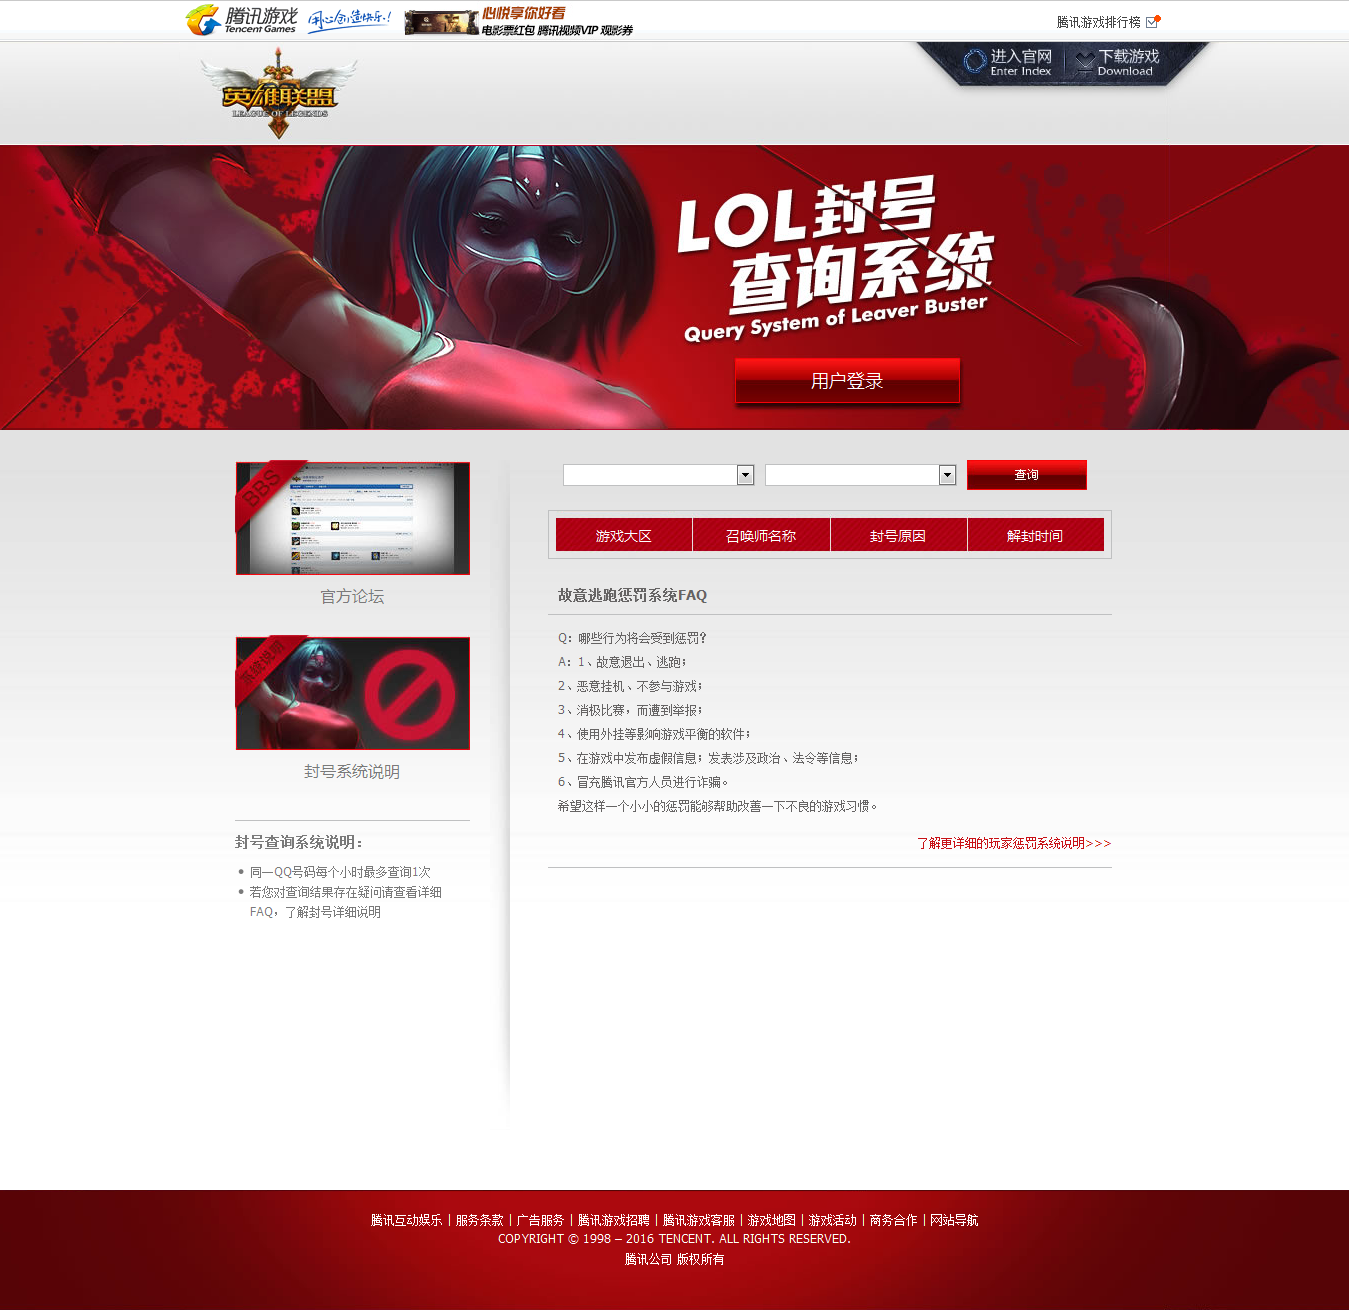 腾讯游戏
Tencent Games
用心创造快乐!
心悦享你好看
电影票红包 腾讯视频VIP 观影券
腾讯游戏排行榜
英雄联盟
LEAGUE OF LEGENDS
进入官网
Enter Index
下载游戏
Download
LOL封号
查询系统
Query System of Leaver Buster
用户登录
BBS
官方论坛
系统说明
封号系统说明
封号查询系统说明：
同一QQ号码每个小时最多查询1次
若您对查询结果存在疑问请查看详细
FAQ，了解封号详细说明
查询
游戏大区 召唤师名称 封号原因 解封时间
故意逃跑惩罚系统FAQ
Q：哪些行为将会受到惩罚？
A：1、故意退出、逃跑；
2、恶意挂机、不参与游戏；
3、消极比赛，而遭到举报；
4、使用外挂等影响游戏平衡的软件；
5、在游戏中发布虚假信息；发表涉及政治、法令等信息；
6、冒充腾讯官方人员进行诈骗。
希望这样一个小小的惩罚能够帮助改善一下不良的游戏习惯。
了解更详细的玩家惩罚系统说明>>>
腾讯互动娱乐 | 服务条款 | 广告服务 | 腾讯游戏招聘 | 腾讯游戏客服 | 游戏地图 | 游戏活动 | 商务合作 | 网站导航
COPYRIGHT © 1998 – 2016 TENCENT. ALL RIGHTS RESERVED.
腾讯公司 版权所有